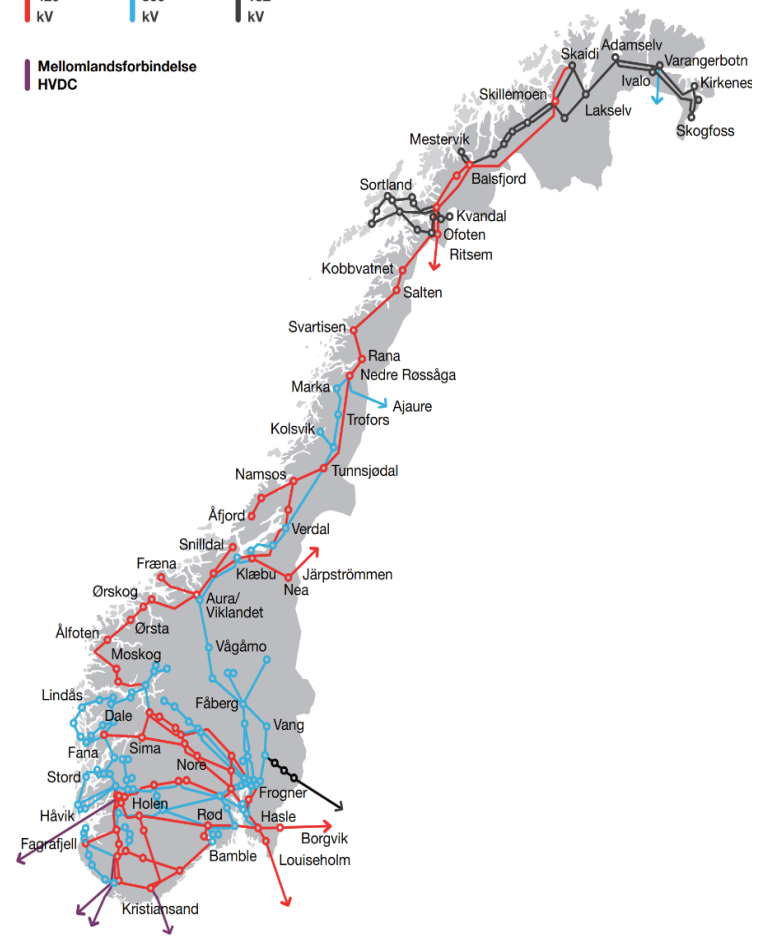 kV
kV
kV
Mellomlandsforbindelse
HVDC
Adamselv
Skaidi
Varangerbotn
Ivalo
Kirkenes
Skillemoen
Lakselv
Skogfoss
Mestervik
Balsfjord
Sortland
Kvandal
Ofoten
Ritsem
Kobbvatnet
Salten
Svartisen
Rana
Nedre Røssåga
Marka
Ajaure
Trofors
Kolsvik
Tunnsjødal
Namsos
Åfjord
Verdal
Snilldal
Fræna
Klæbu
Järpströmmen
Nea
Ørskog
Aura/
Viklandet
Ørsta
Ålfoten
Moskog
Vågåmo
Lindås
Fåberg
Dale
Vang
Fana
Sima
Nore
Stord
Frogner
Holen
Håvik
Rød
Hasle
Borgvik
Fagrafjell
Bamble
Louiseholm
Kristiansand